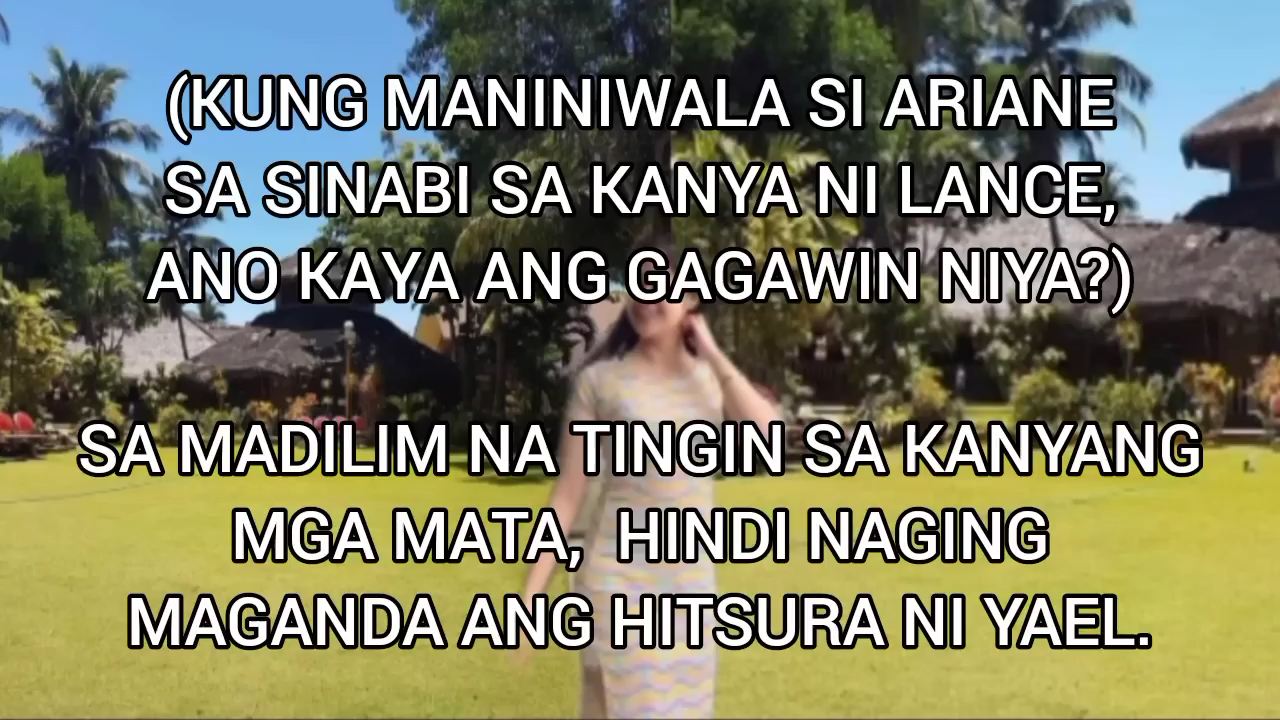 (KUNG MANINIWALA SI ARIANE
SA SINABI SA KANYA NI LANCE,
ANO KAYA ANG GAGAWIN NIYA?)
SA MADILIM NA TINGIN SA KANYANG
MGA MATA,  HINDI NAGING
MAGANDA ANG HITSURA NI YAEL.